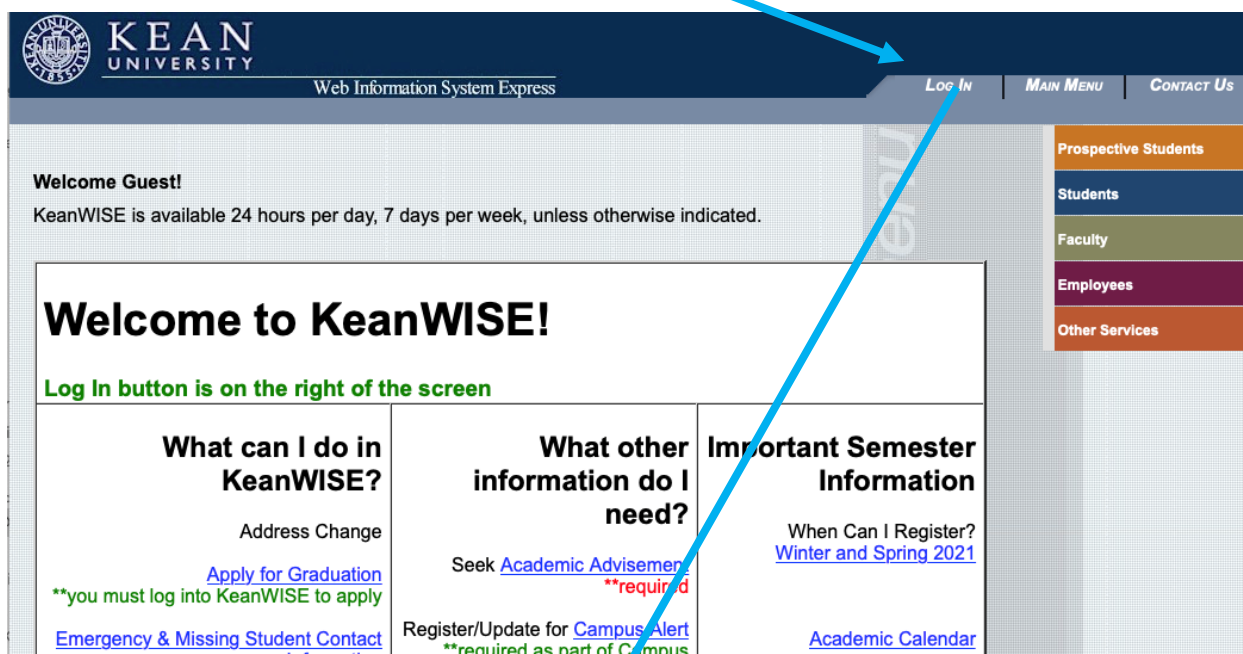 KEAN
UNIVERSITY
Web Information System Express
LOG IN
MAIN MENU
CONTACT US
Prospective Students
Students
Faculty
Employees
Other Services
Welcome Guest!
KeanWISE is available 24 hours per day, 7 days per week, unless otherwise indicated.
Welcome to KeanWISE!
Log In button is on the right of the screen
What can I do in
KeanWISE?
Address Change
Apply for Graduation
**you must log into KeanWISE to apply
Emergency & Missing Student Contact
What other
information do I
need?
Seek Academic Advisement
**required
Register/Update for Campus Alert
**required as part of Campus
Important Semester
Information
When Can I Register?
Winter and Spring 2021
Academic Calendar